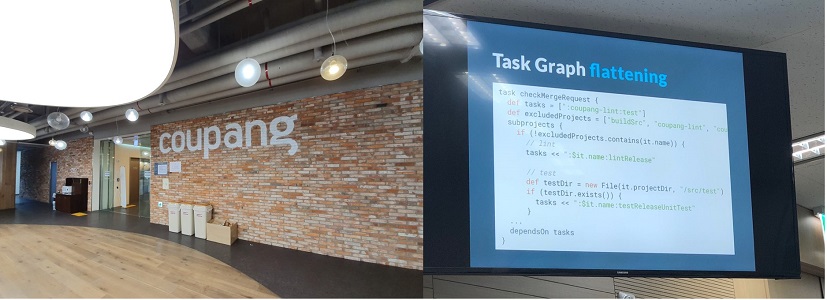 coupang
Task Graph flattening
task checkMergeRequest {
def tasks = [":coupang-lint:test"]
def excludedProjects = ["buildSrc", "coupang-lint", "cou
subprojects {
if (!excludedProjects.contains(it.name)) {
// lint
tasks << ":$it.name:lintRelease"
// test
def testDir = new File(it.projectDir, "/src/test")
if (testDir.exists()) {
tasks << ":$it.name:testReleaseUnitTest"
}
...
dependsOn tasks
}
SAMSUNG